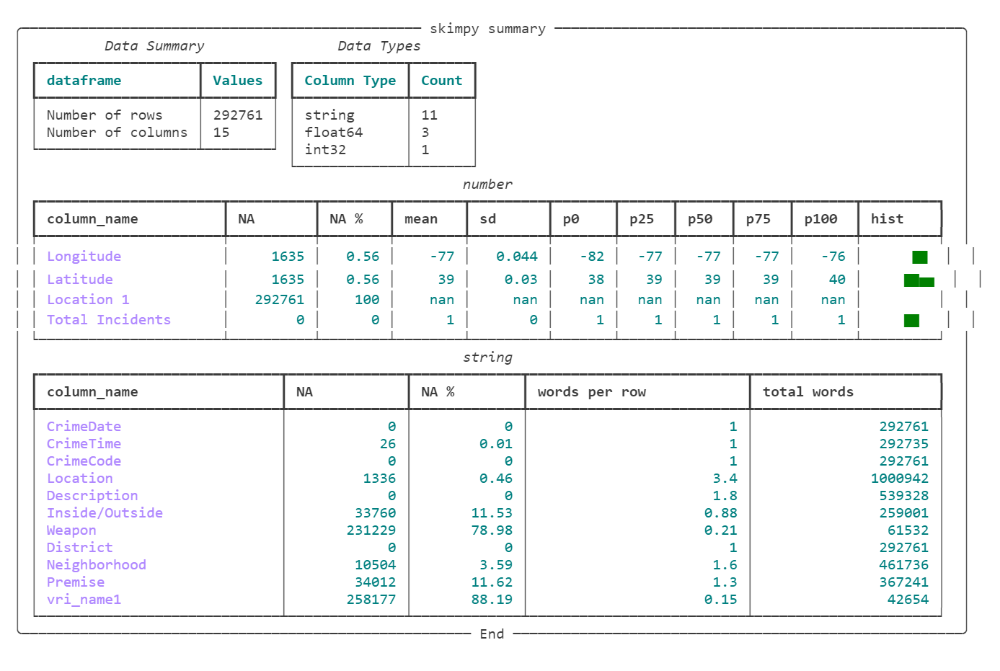 skimpy summary
Data Summary Data Types
dataframe Values Column Type Count
Number of rows 292761 string 11
Number of columns 15 float64 3
int32 1
number
column_name NA NA % mean sd p0 p25 p50 p75 p100 hist
Longitude 1635 0.56 -77 0.044 -82 -77 -77 -77 -76
Latitude 1635 0.56 39 0.03 38 39 39 39 40
Location 1 292761 100 nan nan nan nan nan nan nan
Total Incidents 0 0 1 0 1 1 1 1 1
string
column_name NA NA % words per row total words
CrimeDate 0 0 1 292761
CrimeTime 26 0.01 1 292735
CrimeCode 0 0 1 292761
Location 1336 0.46 3.4 1000942
Description 0 0 1.8 539328
Inside/Outside 33760 11.53 0.88 259001
Weapon 231229 78.98 0.21 61532
District 0 0 1 292761
Neighborhood 10504 3.59 1.6 461736
Premise 34012 11.62 1.3 367241
vri_name1 258177 88.19 0.15 42654
End